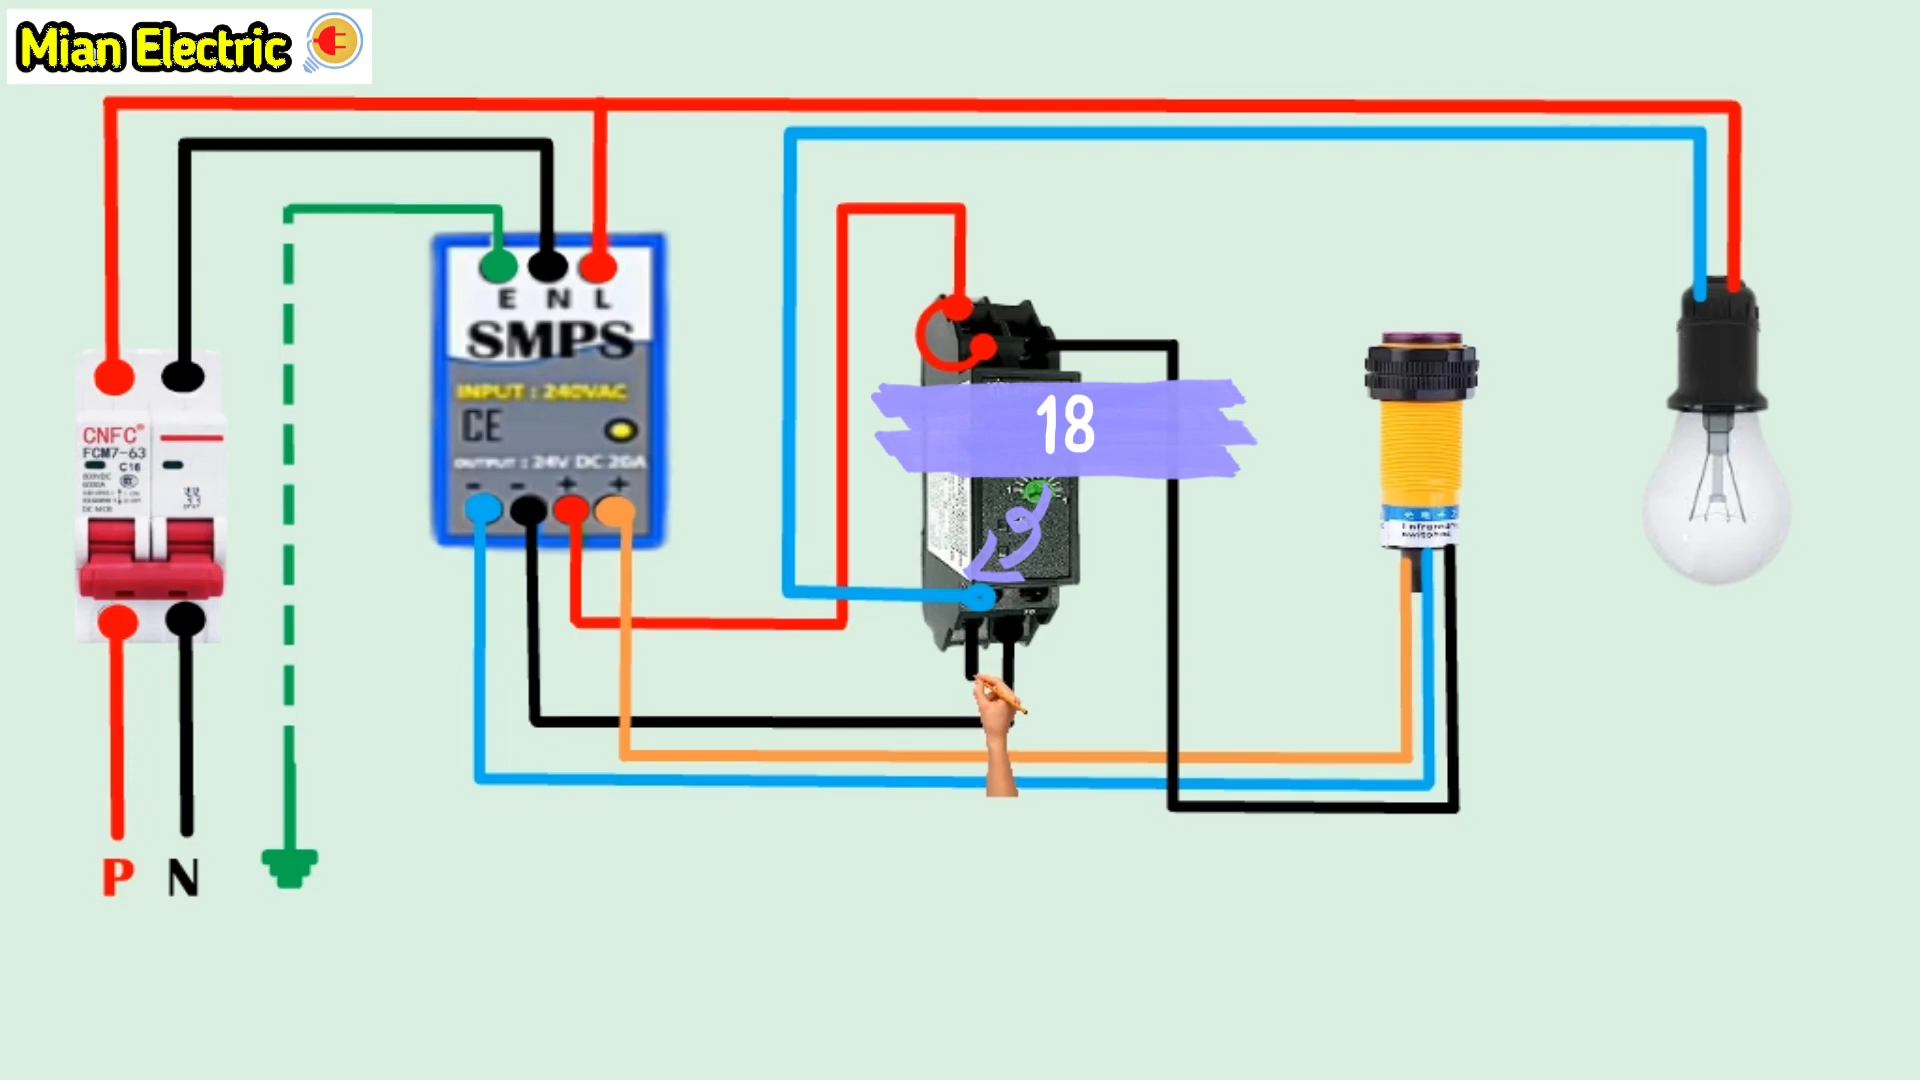 Mian Electric
E N L
SMPS
INPUT : 240VAC
CE
OUTPUT : 24V DC 20A
- - + +
CNFC
FCM7-63
C16
18
P N